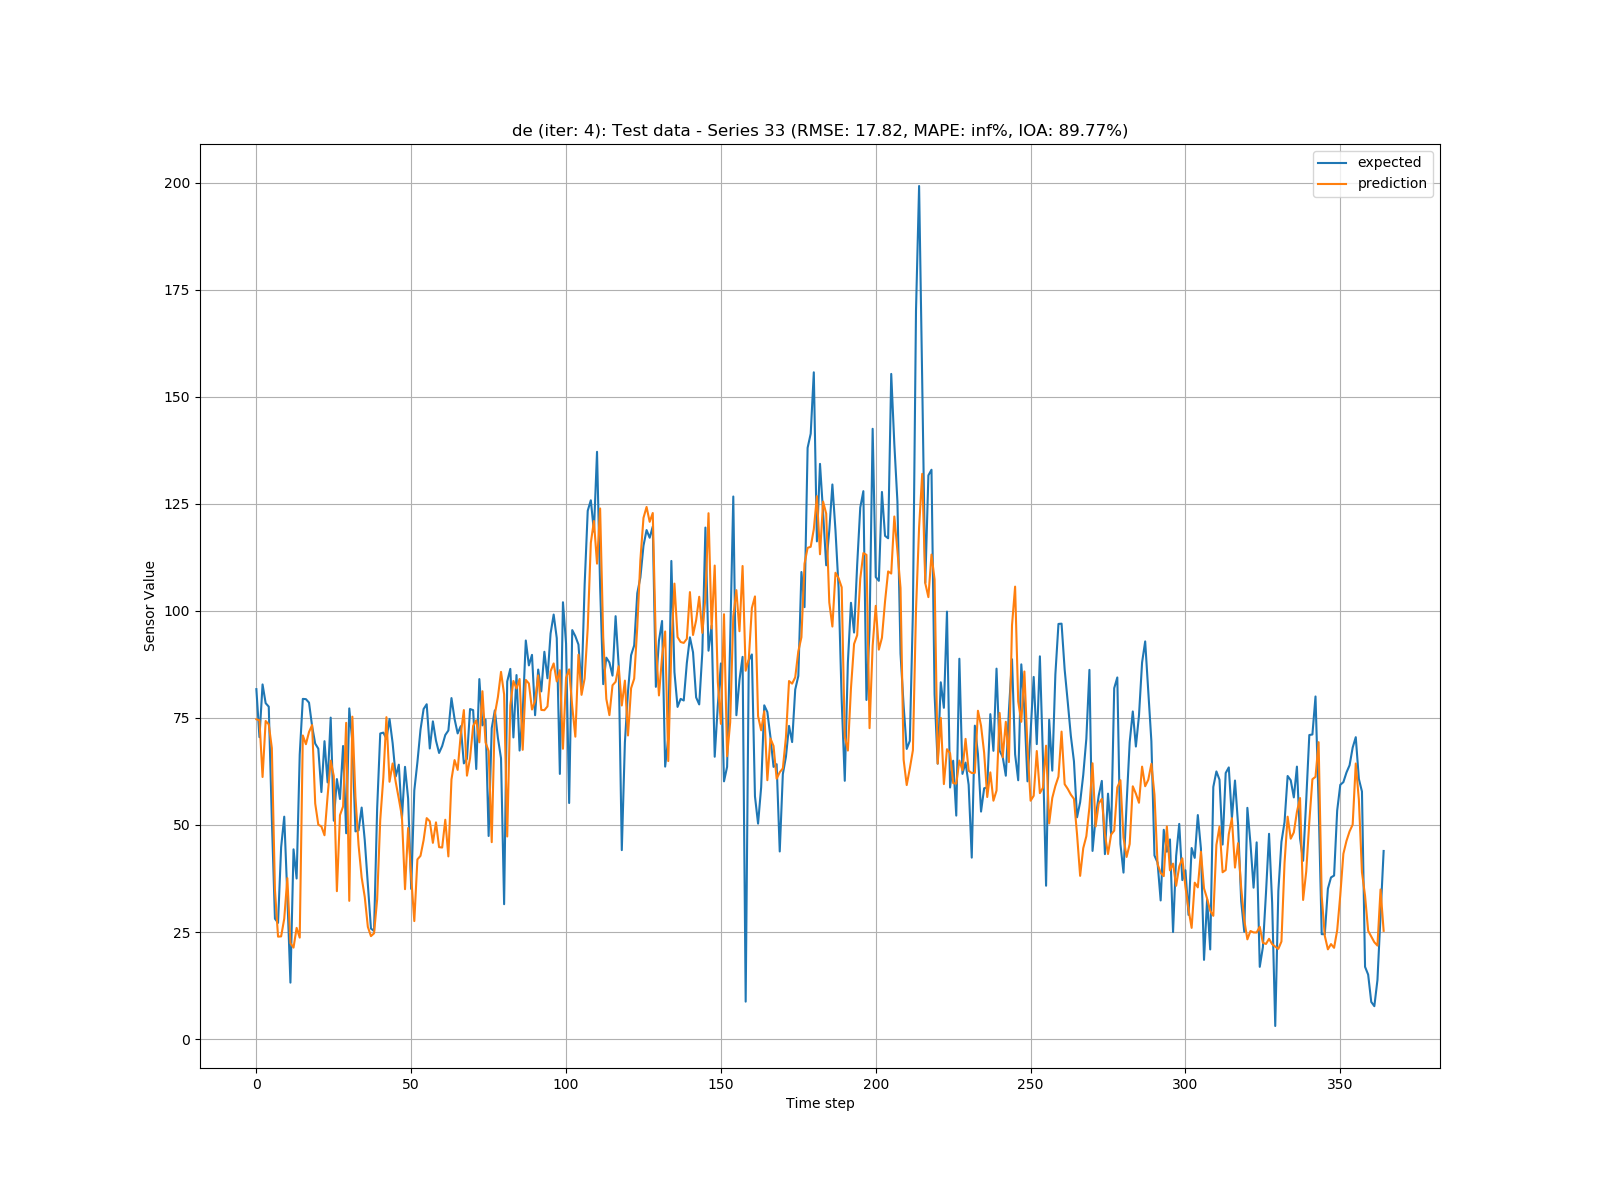 de (iter: 4): Test data - Series 33 (RMSE: 17.82, MAPE: inf%, IOA: 89.77%)
expected
prediction
200
175
150
125
100
75
50
25
0
Sensor Value
0 50 100 150 200 250 300 350
Time step